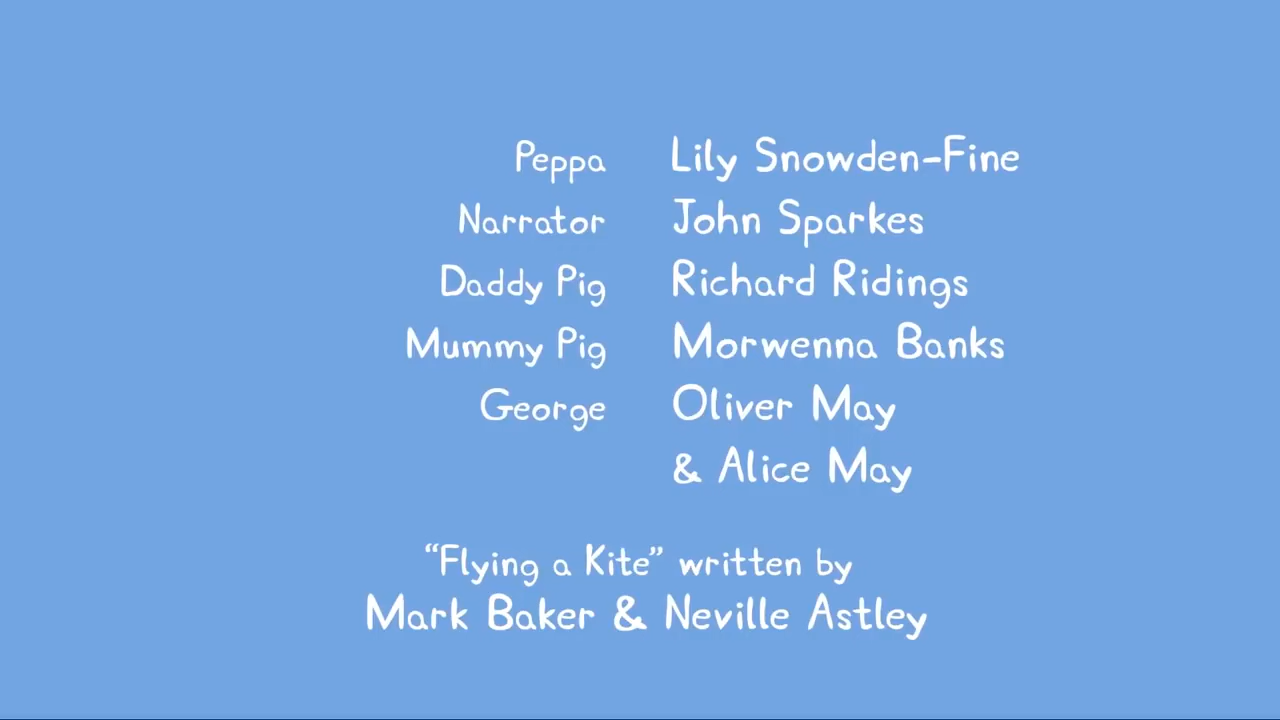 Peppa Lily Snowden-Fine
Narrator John Sparkes
Daddy Pig Richard Ridings
Mummy Pig Morwenna Banks
George Oliver May
& Alice May
“Flying a Kite” written by
Mark Baker & Neville Astley